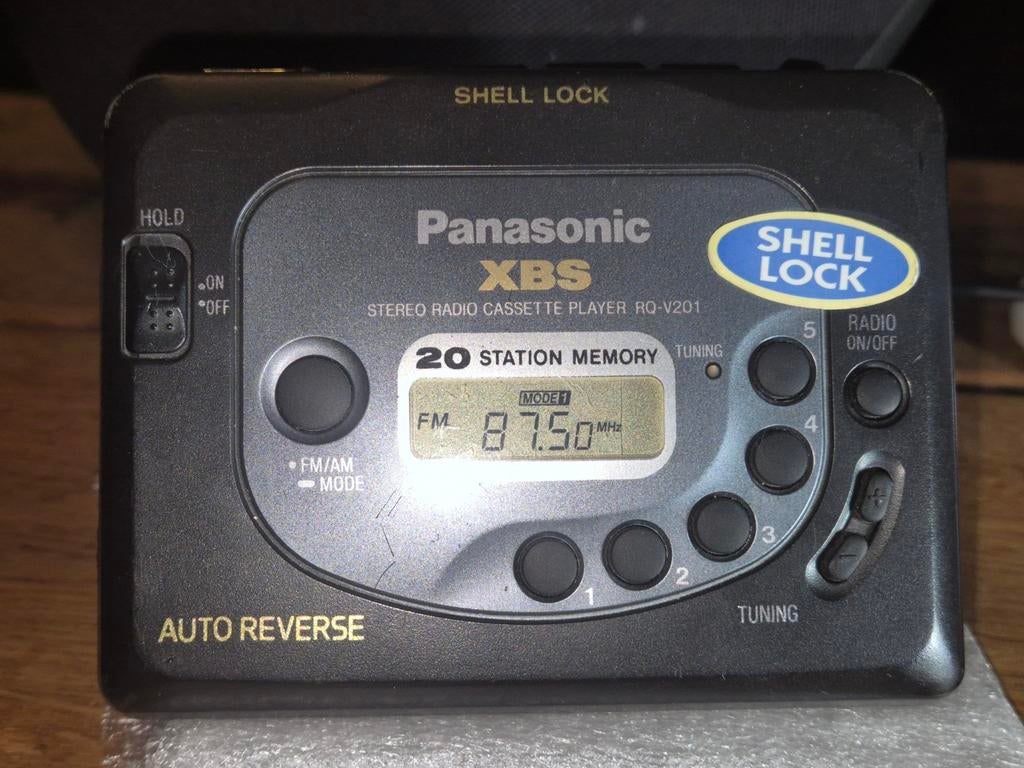 SHELL LOCK
HOLD
ON
OFF
Panasonic
XBS
STEREO RADIO CASSETTE PLAYER RQ-V201
SHELL
LOCK
20 STATION MEMORY
TUNING
MODE 1
FM 87.50 MHz
RADIO
ON/OFF
5
4
3
2
1
FM/AM
MODE
+
−
TUNING
AUTO REVERSE